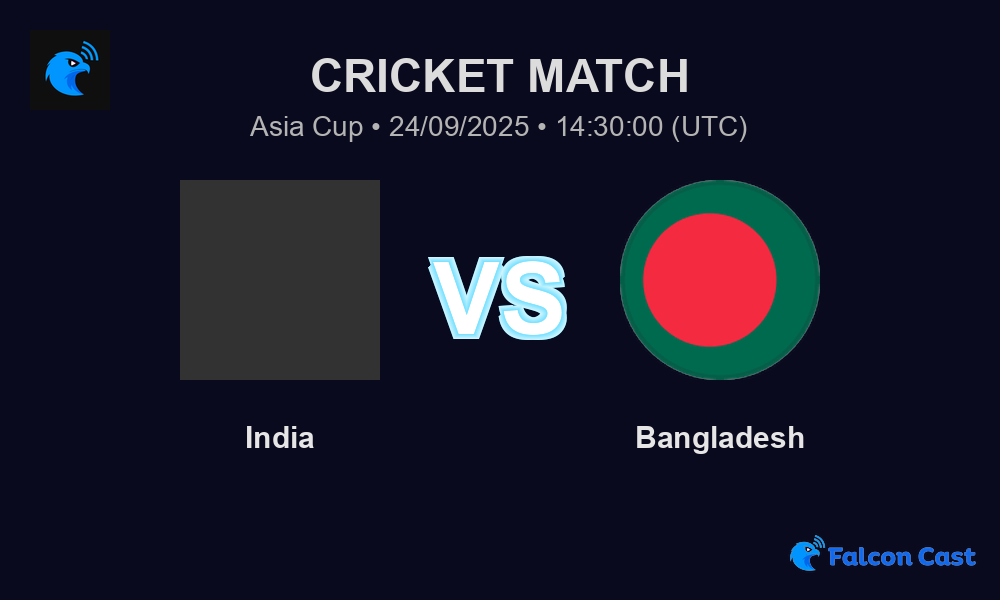 CRICKET MATCH
Asia Cup • 24/09/2025 • 14:30:00 (UTC)
VS
India
Bangladesh
Falcon Cast